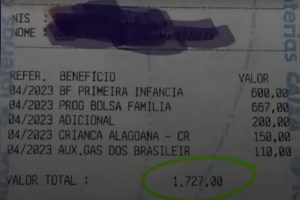 NIS :
NOME :
REFER. BENEFÍCIO VALOR
04/2023 BF PRIMEIRA INFANCIA 600,00
04/2023 PROG BOLSA FAMILIA 667,00
04/2023 ADICIONAL 200,00
04/2023 CRIANCA ALAGOANA - CR 150,00
04/2023 AUX.GAS DOS BRASILEIR 110,00
VALOR TOTAL : 1.727,00